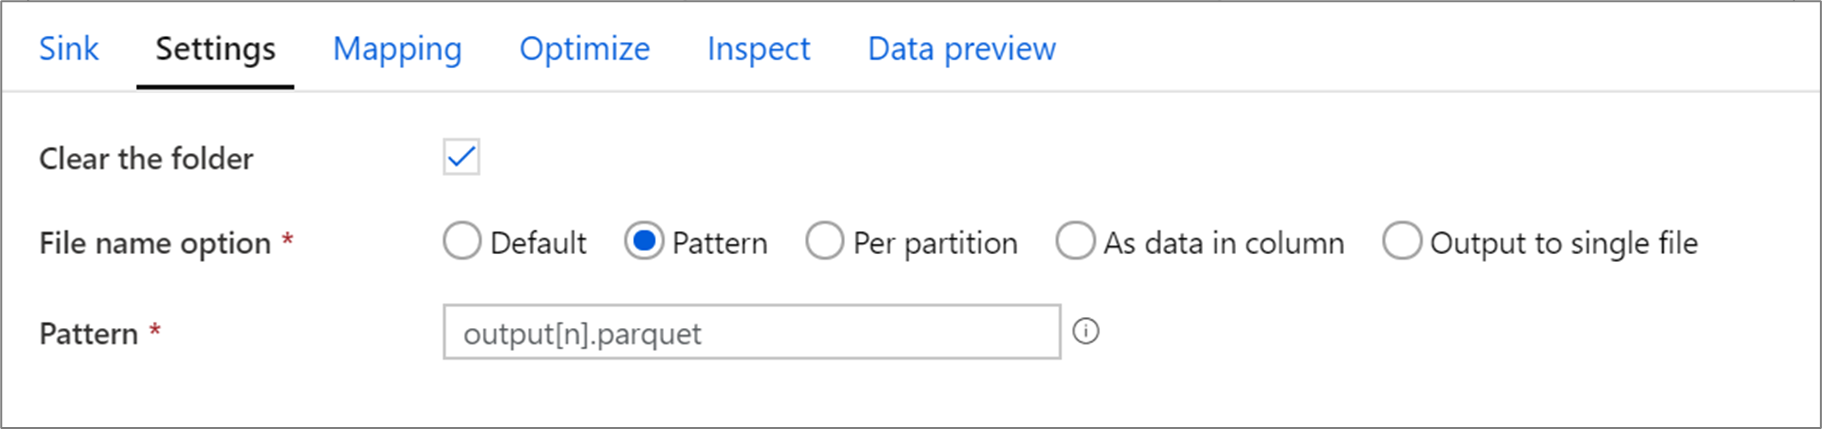 Sink Settings Mapping Optimize Inspect Data preview
Clear the folder
File name option * Default Pattern Per partition As data in column Output to single file
Pattern * output[n].parquet